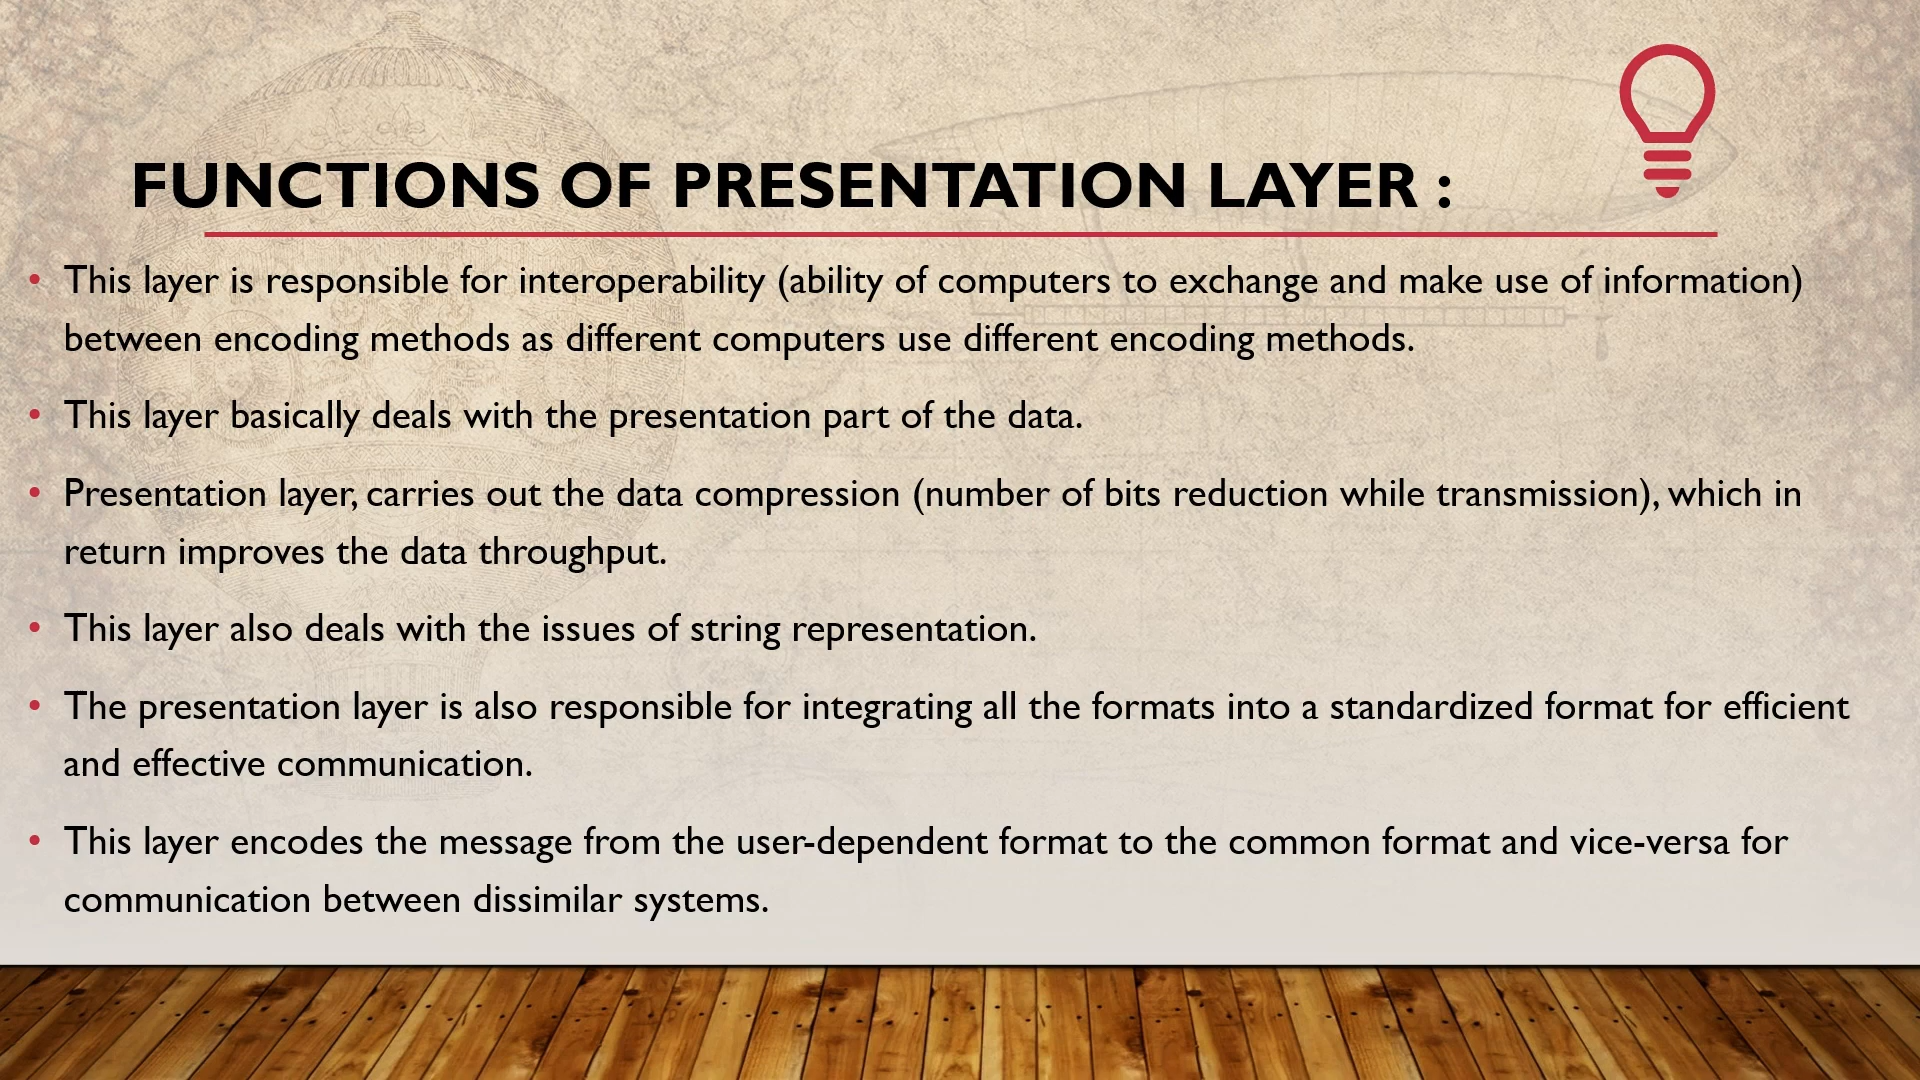 FUNCTIONS OF PRESENTATION LAYER :
• This layer is responsible for interoperability (ability of computers to exchange and make use of information)
between encoding methods as different computers use different encoding methods.
• This layer basically deals with the presentation part of the data.
• Presentation layer, carries out the data compression (number of bits reduction while transmission), which in
return improves the data throughput.
• This layer also deals with the issues of string representation.
• The presentation layer is also responsible for integrating all the formats into a standardized format for efficient
and effective communication.
• This layer encodes the message from the user-dependent format to the common format and vice-versa for
communication between dissimilar systems.